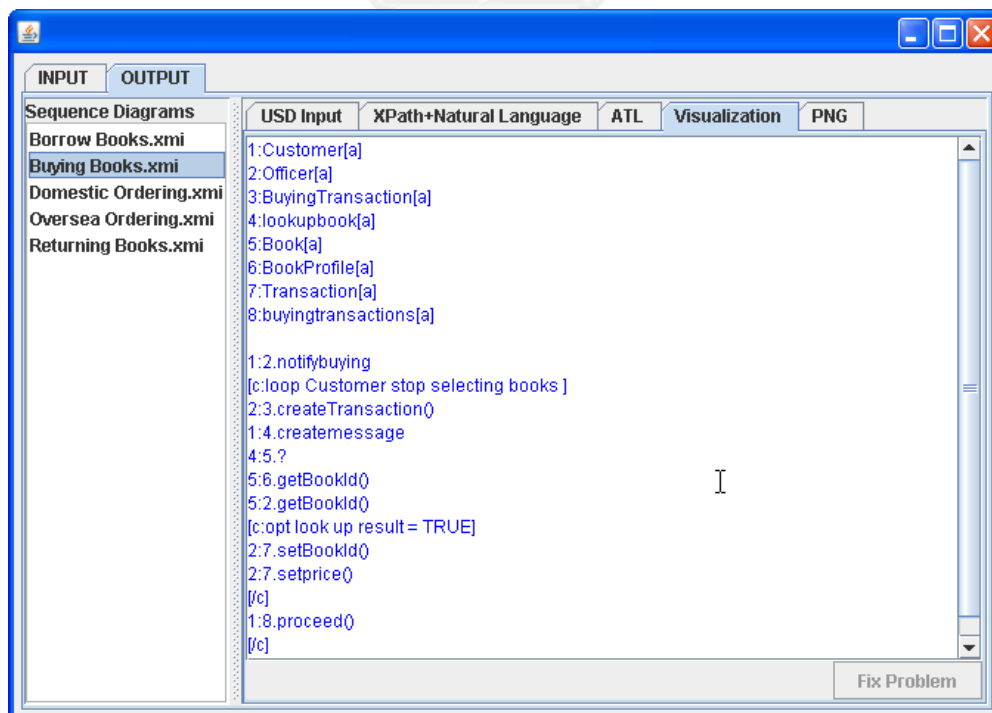 INPUT OUTPUT
Sequence Diagrams
Borrow Books.xmi
Buying Books.xmi
Domestic Ordering.xmi
Oversea Ordering.xmi
Returning Books.xmi
USD Input XPath+Natural Language ATL Visualization PNG
1:Customer[a]
2:Officer[a]
3:BuyingTransaction[a]
4:lookupbook[a]
5:Book[a]
6:BookProfile[a]
7:Transaction[a]
8:buyingtransactions[a]
1:2.notifybuying
[c:loop Customer stop selecting books ]
2:3.createTransaction()
1:4.createmessage
4:5.?
5:6.getBookId()
5:2.getBookId()
[c:opt look up result = TRUE]
2:7.setBookId()
2:7.setprice()
[/c]
1:8.proceed()
[/c]
Fix Problem